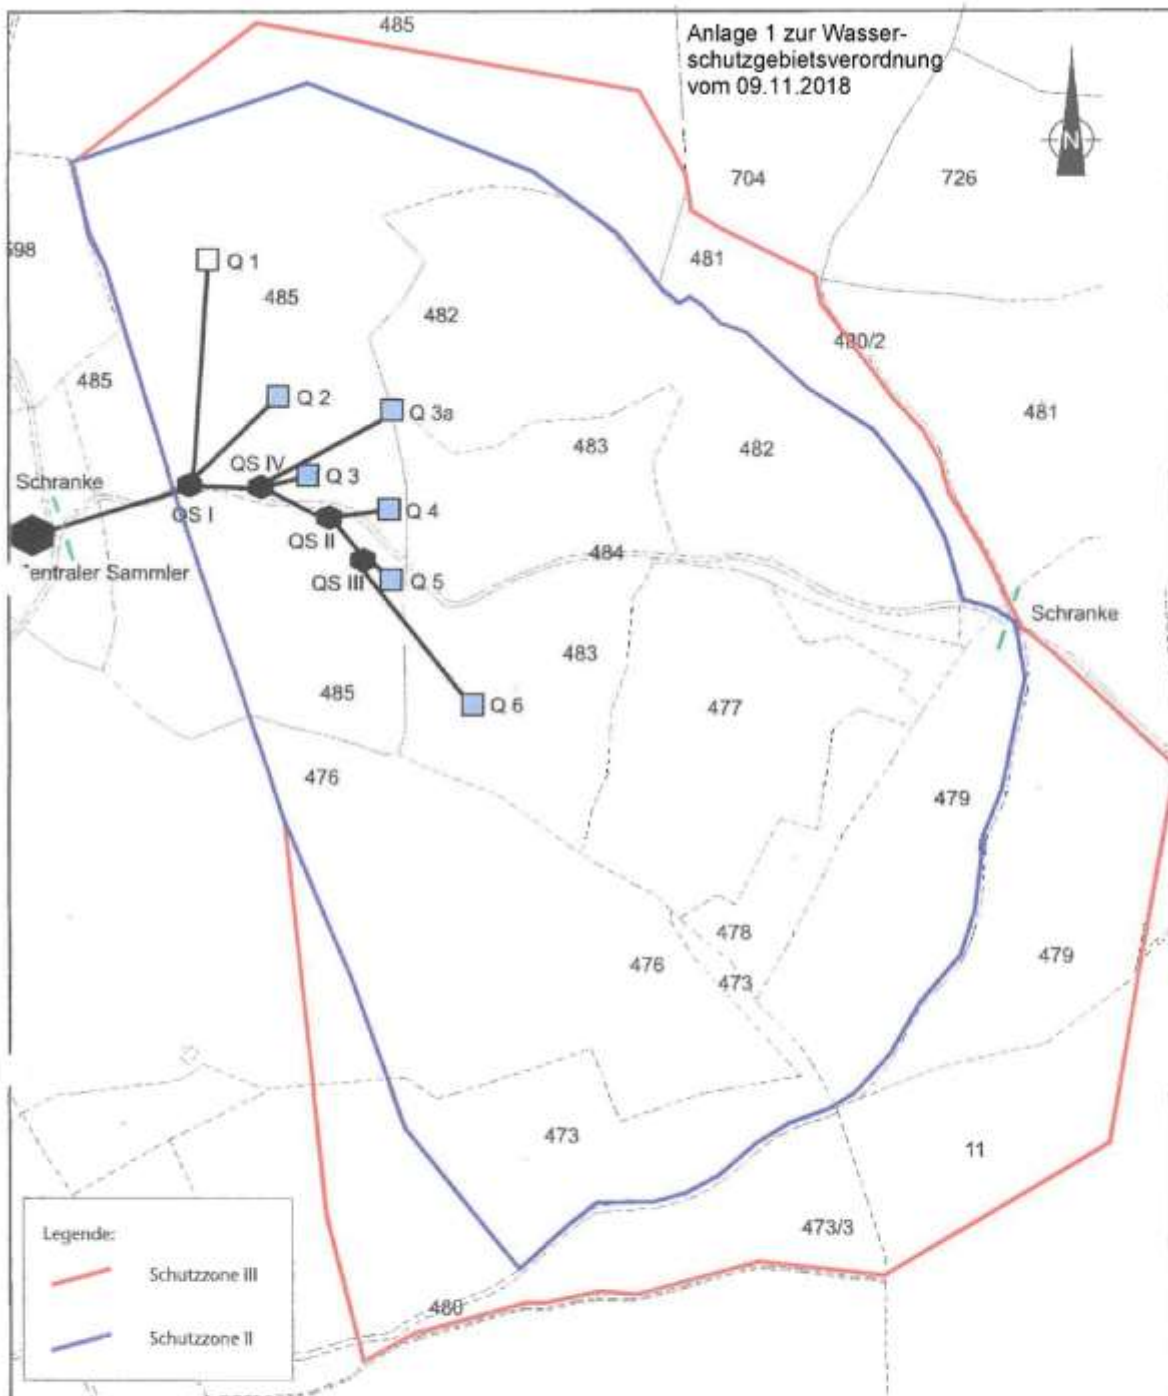 485
Anlage 1 zur Wasser-
schutzgebietsverordnung
vom 09.11.2018
N
704
726
598
481
Q 1
485
482
480/2
485
Q 2
Q 3a
481
483
482
QS IV
Q 3
Schranke
QS I
Q 4
QS II
484
entraler Sammler
QS III
Q 5
Schranke
483
485
Q 6
477
476
479
478
476
473
479
473
11
473/3
Legende:
Schutzzone III
480
Schutzzone II